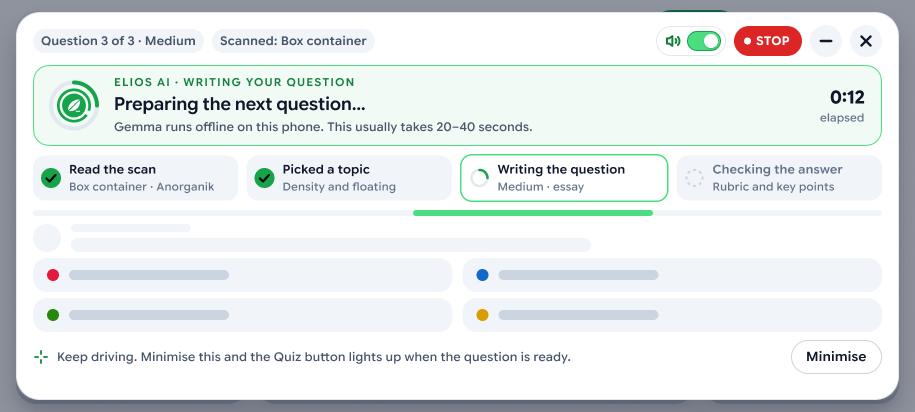 Question 3 of 3 · Medium
Scanned: Box container
STOP
ELIOS AI · WRITING YOUR QUESTION
Preparing the next question...
Gemma runs offline on this phone. This usually takes 20–40 seconds.
0:12
elapsed
Read the scan
Box container · Anorganik
Picked a topic
Density and floating
Writing the question
Medium · essay
Checking the answer
Rubric and key points
Keep driving. Minimise this and the Quiz button lights up when the question is ready.
Minimise